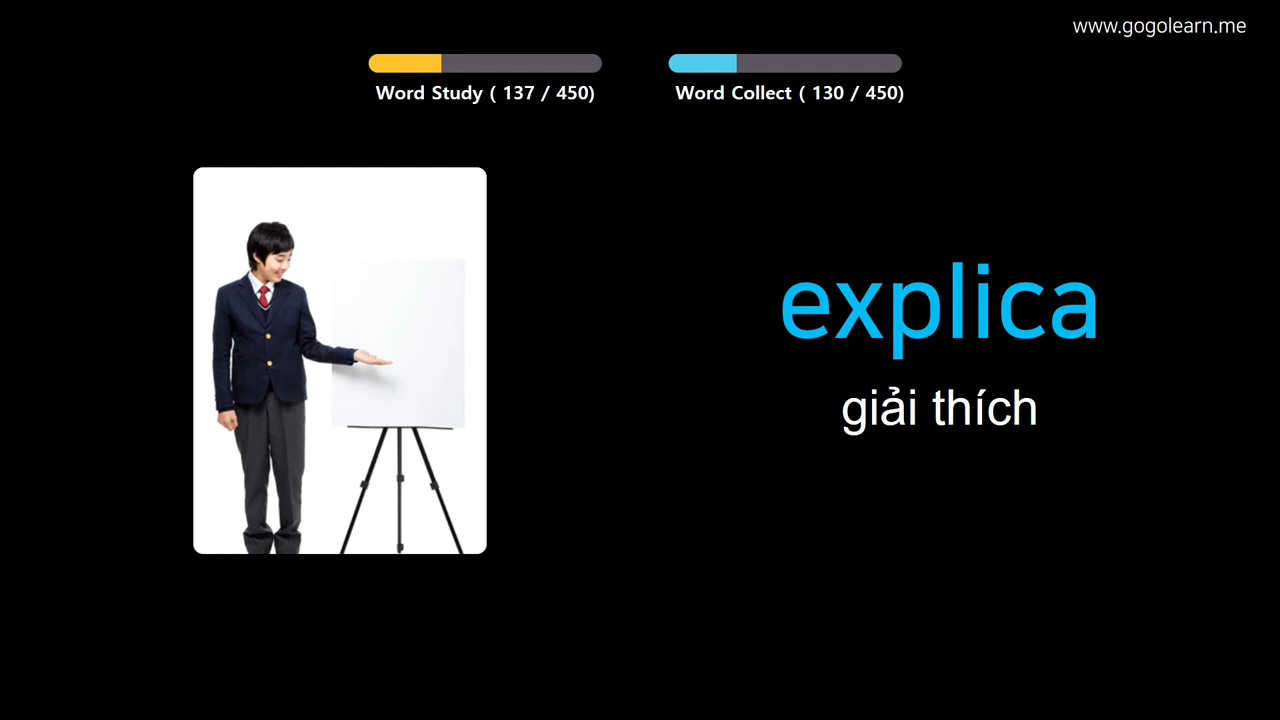 www.gogolearn.me
Word Study ( 137 / 450)
Word Collect ( 130 / 450)
explica
giải thích